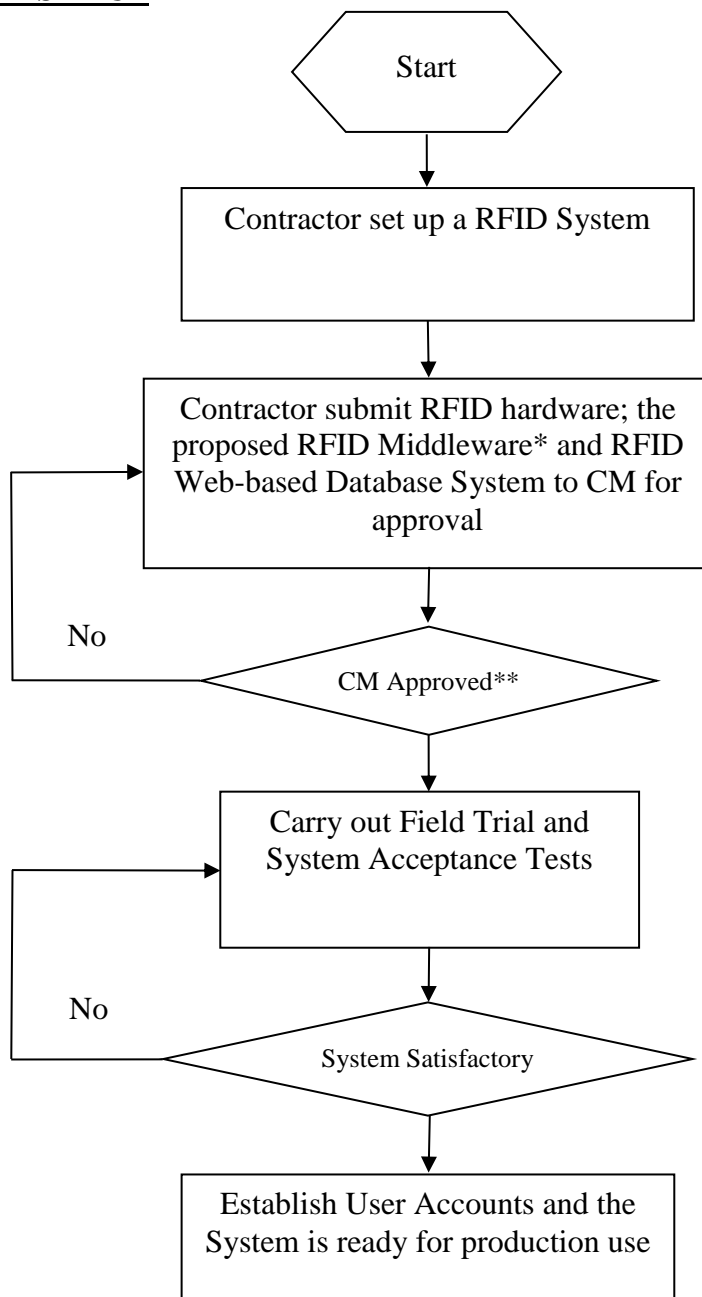 Start
Contractor set up a RFID System
Contractor submit RFID hardware; the
proposed RFID Middleware* and RFID
Web-based Database System to CM for
approval
No
CM Approved**
Carry out Field Trial and
System Acceptance Tests
No
System Satisfactory
Establish User Accounts and the
System is ready for production use